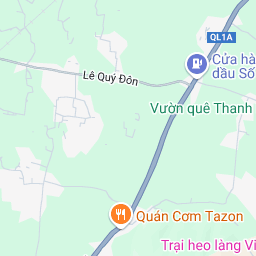 QL1A
Cửa hà
dầu Số
Lê Quý Đôn
Vườn quê Thanh
Quán Cơm Tazon
Trại heo làng Vi